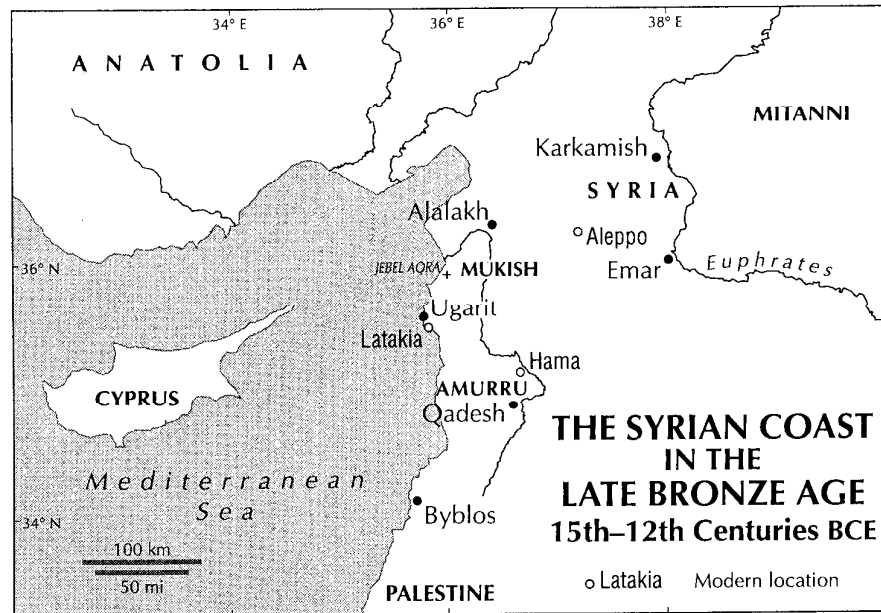 34° E
36° E
38° E
ANATOLIA
MITANNI
Karkamish
SYRIA
Alalakh
Aleppo
36° N
JEBEL AQRA
MUKISH
Emar
Euphrates
Ugarit
Latakia
Hama
CYPRUS
AMURRU
Qadesh
THE SYRIAN COAST
IN THE
LATE BRONZE AGE
15th–12th Centuries BCE
Mediterranean
Sea
Byblos
34° N
100 km
50 mi
PALESTINE
Latakia Modern location